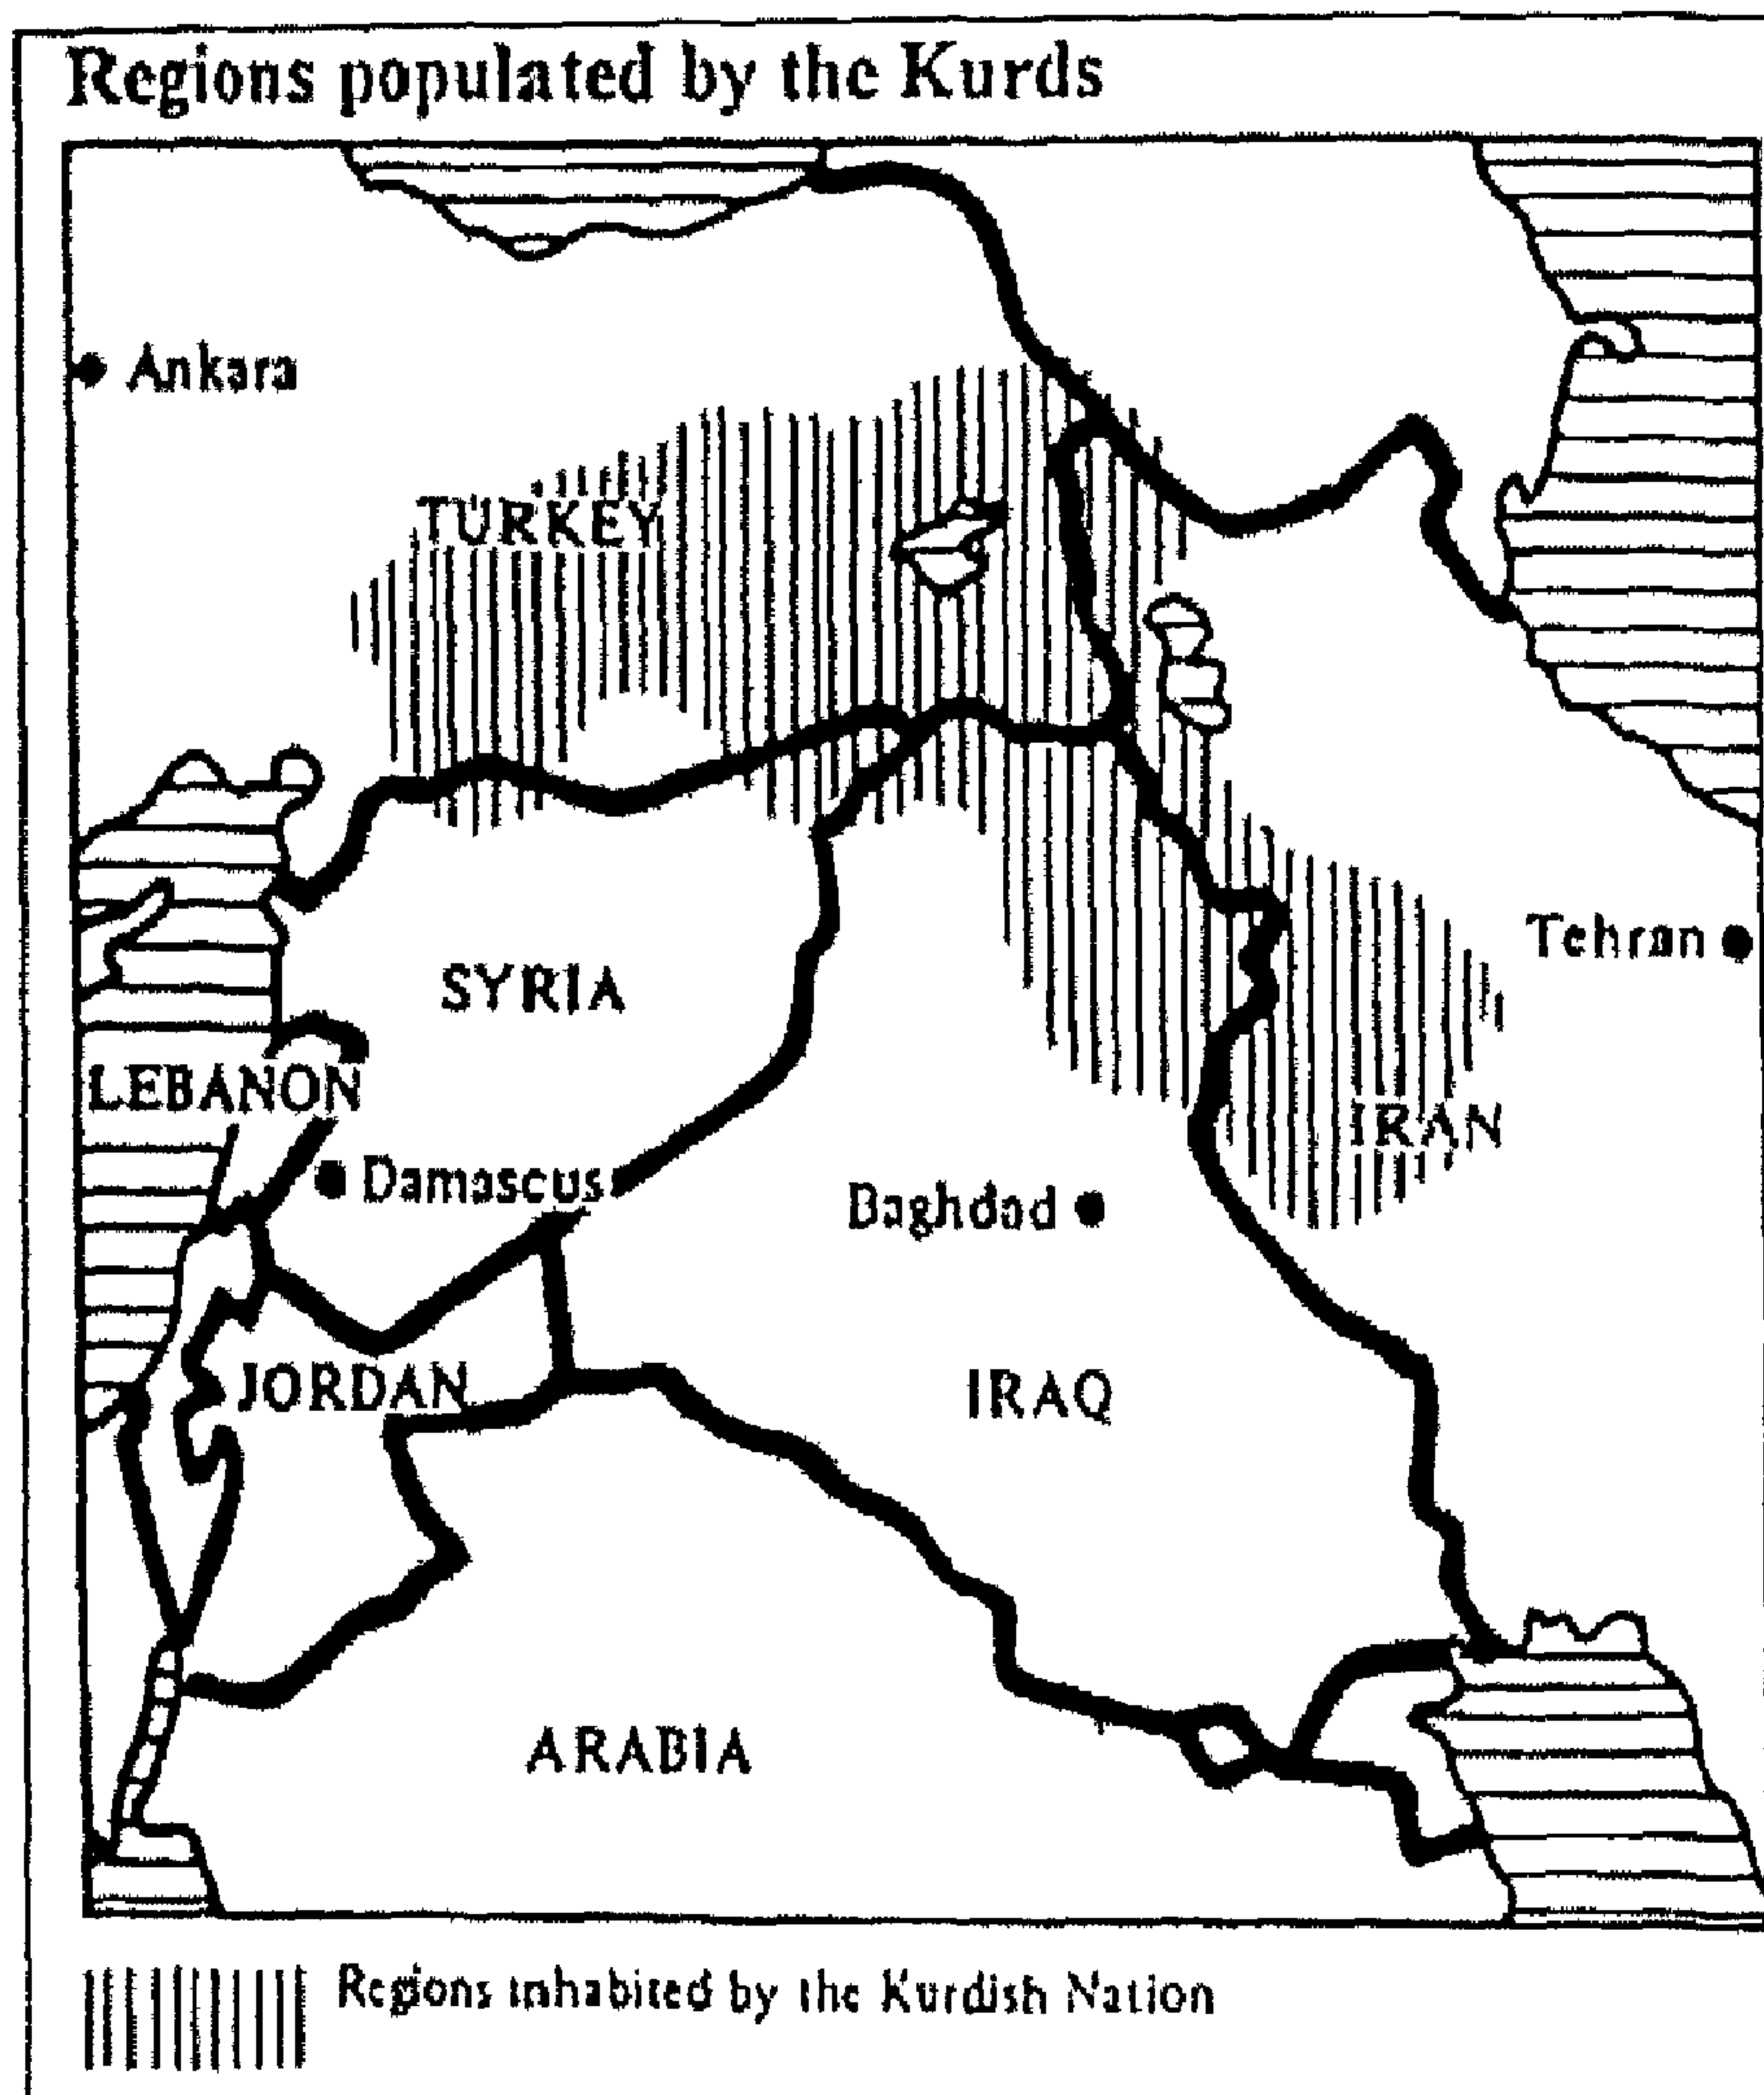 Regions populated by the Kurds
Ankara
TURKEY
Tehran
SYRIA
LEBANON
IRAN
Damascus
Baghdad
JORDAN
IRAQ
ARABIA
Regions inhabited by the Kurdish Nation